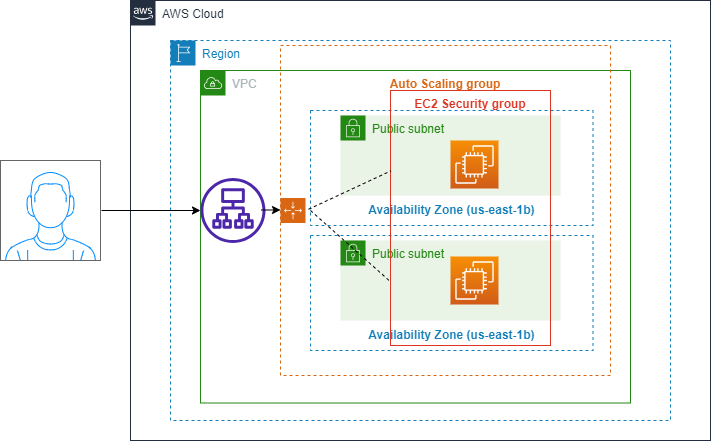 aws
AWS Cloud
Region
VPC
Auto Scaling group
EC2 Security group
Public subnet
Availability Zone (us-east-1b)
Public subnet
Availability Zone (us-east-1b)